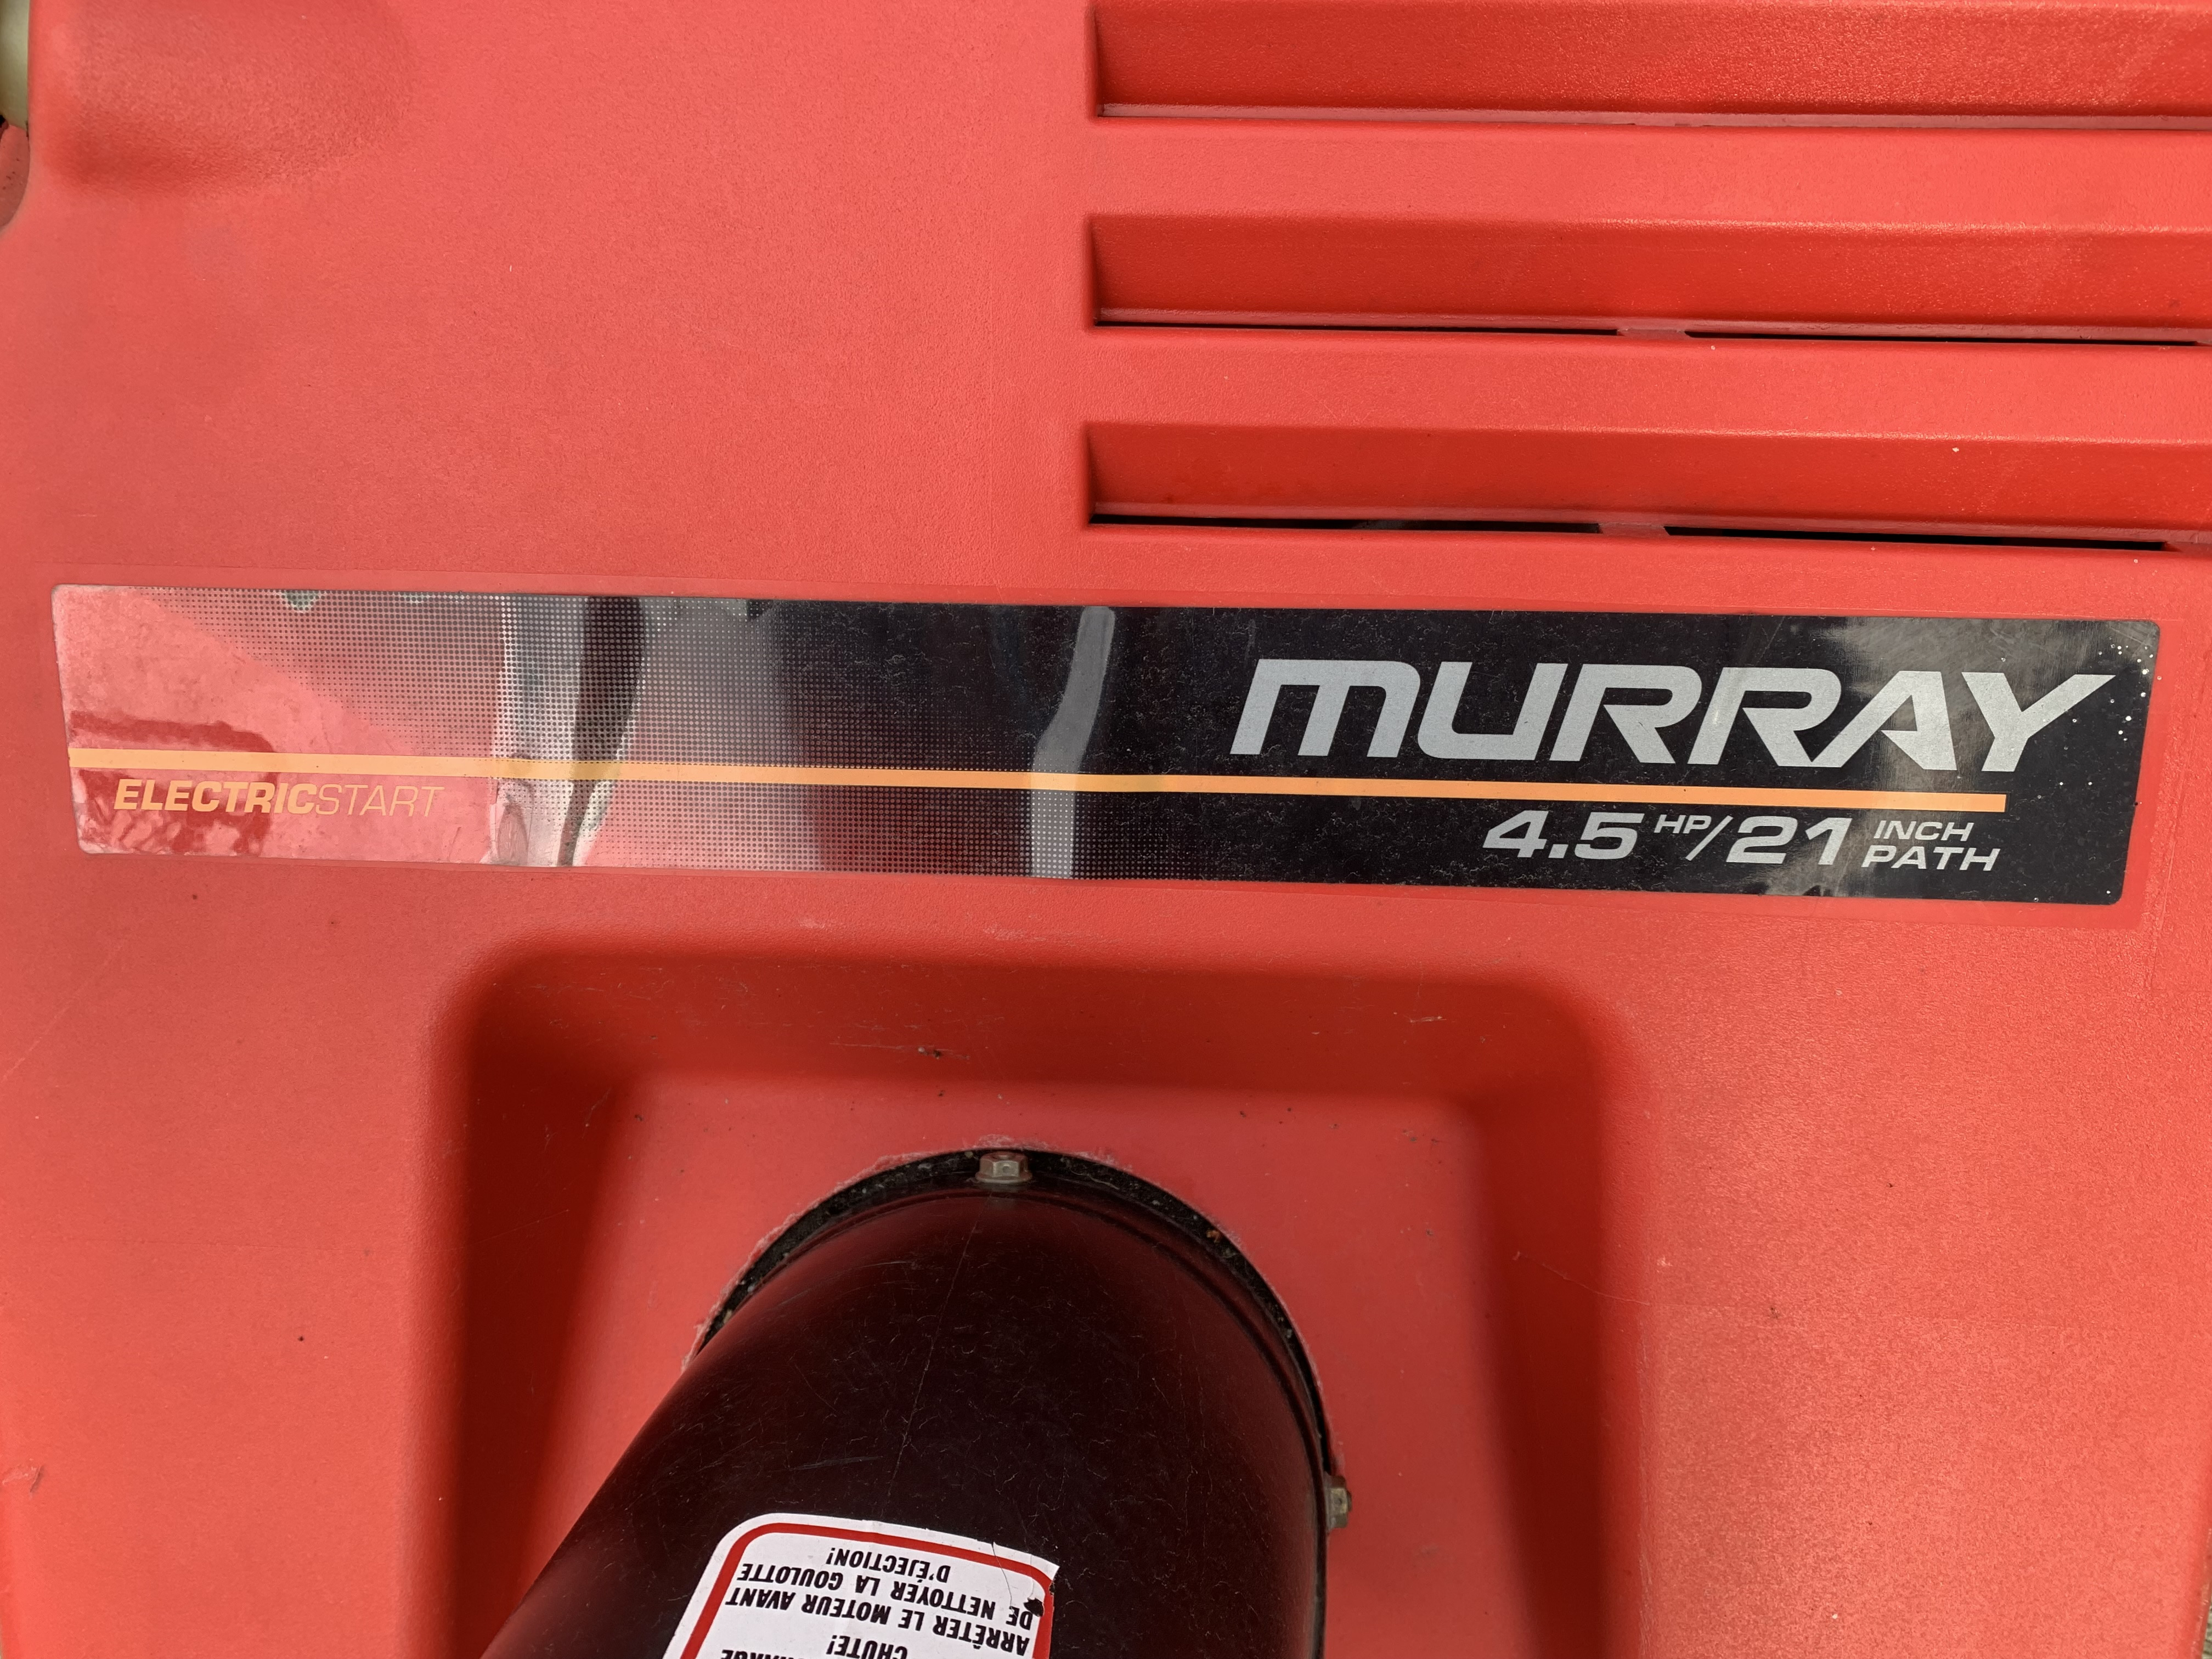 MURRAY
ELECTRICSTART
4.5 HP/21 INCH PATH
CHUTE!
ARRÊTER LE MOTEUR AVANT
DE NETTOYER LA GOULOTTE
D'ÉJECTION!